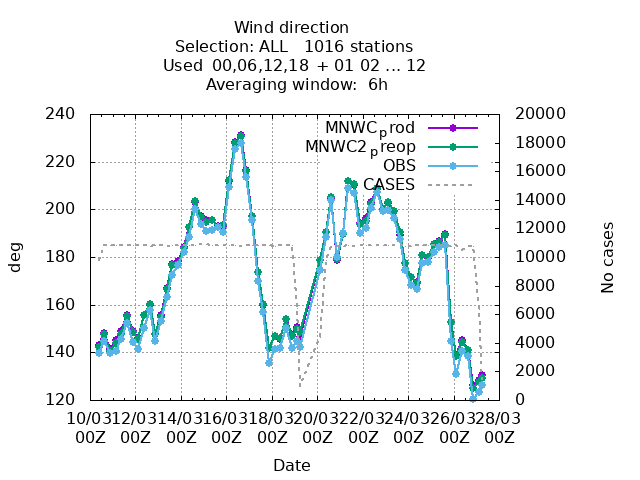 Wind direction
Selection: ALL   1016 stations
Used  00,06,12,18  + 01 02 ... 12
Averaging window:  6h
240 20000
MNWCprod 18000
MNWC2preop
220 16000
OBS
CASES 14000
200 12000
180 10000
deg No cases
8000
160 6000
140 4000
2000
120 0
10/03 12/03 14/03 16/03 18/03 20/03 22/03 24/03 26/03 28/03
00Z 00Z 00Z 00Z 00Z 00Z 00Z 00Z 00Z 00Z
Date